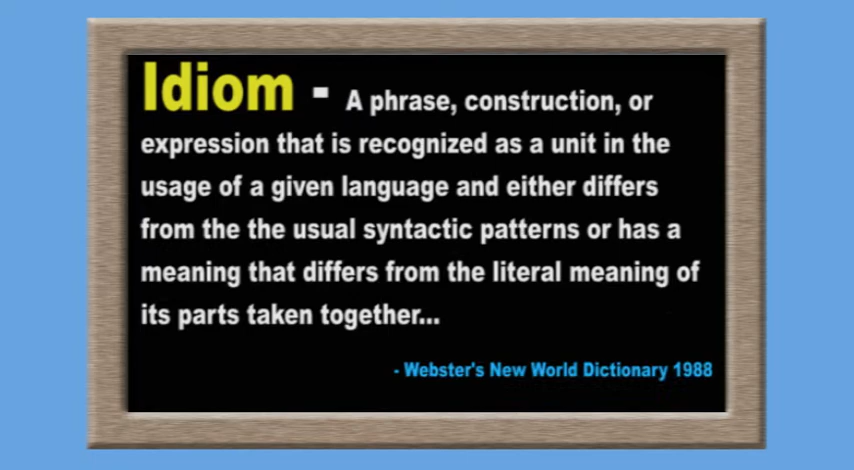 Idiom - A phrase, construction, or
expression that is recognized as a unit in the
usage of a given language and either differs
from the the usual syntactic patterns or has a
meaning that differs from the literal meaning of
its parts taken together...
- Webster's New World Dictionary 1988